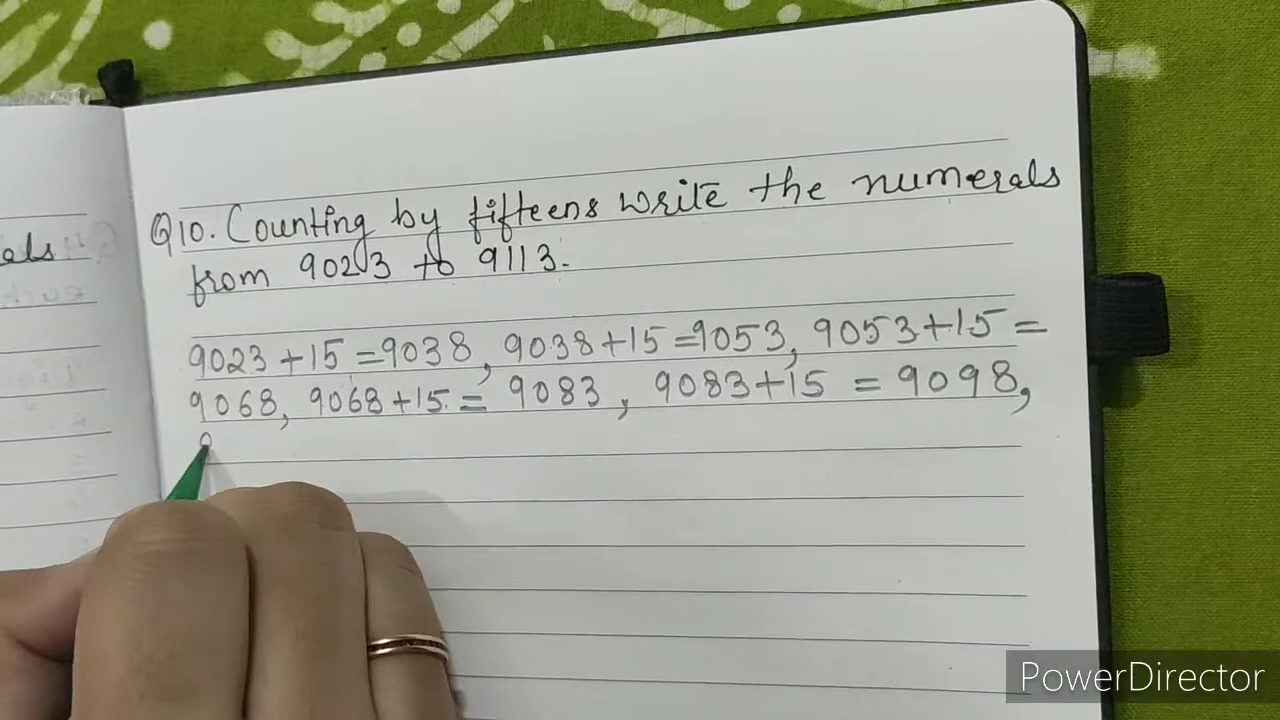 als
Q10. Counting by fifteens write the numerals
from 9023 to 9113.
9023 +15 =9038, 9038+15 =9053, 9053+15 =
9068, 9068+15. = 9083, 9083+15 = 9098,
PowerDirector